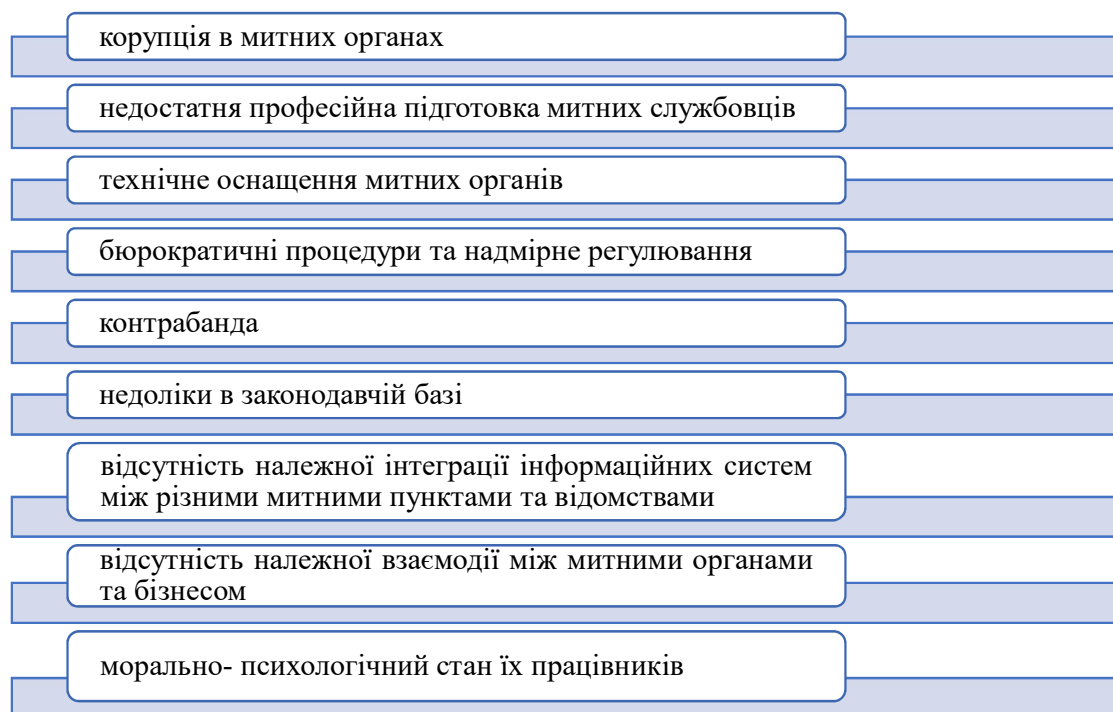 корупція в митних органах
недостатня професійна підготовка митних службовців
технічне оснащення митних органів
бюрократичні процедури та надмірне регулювання
контрабанда
недоліки в законодавчій базі
відсутність належної інтеграції інформаційних систем
між різними митними пунктами та відомствами
відсутність належної взаємодії між митними органами
та бізнесом
морально- психологічний стан їх працівників